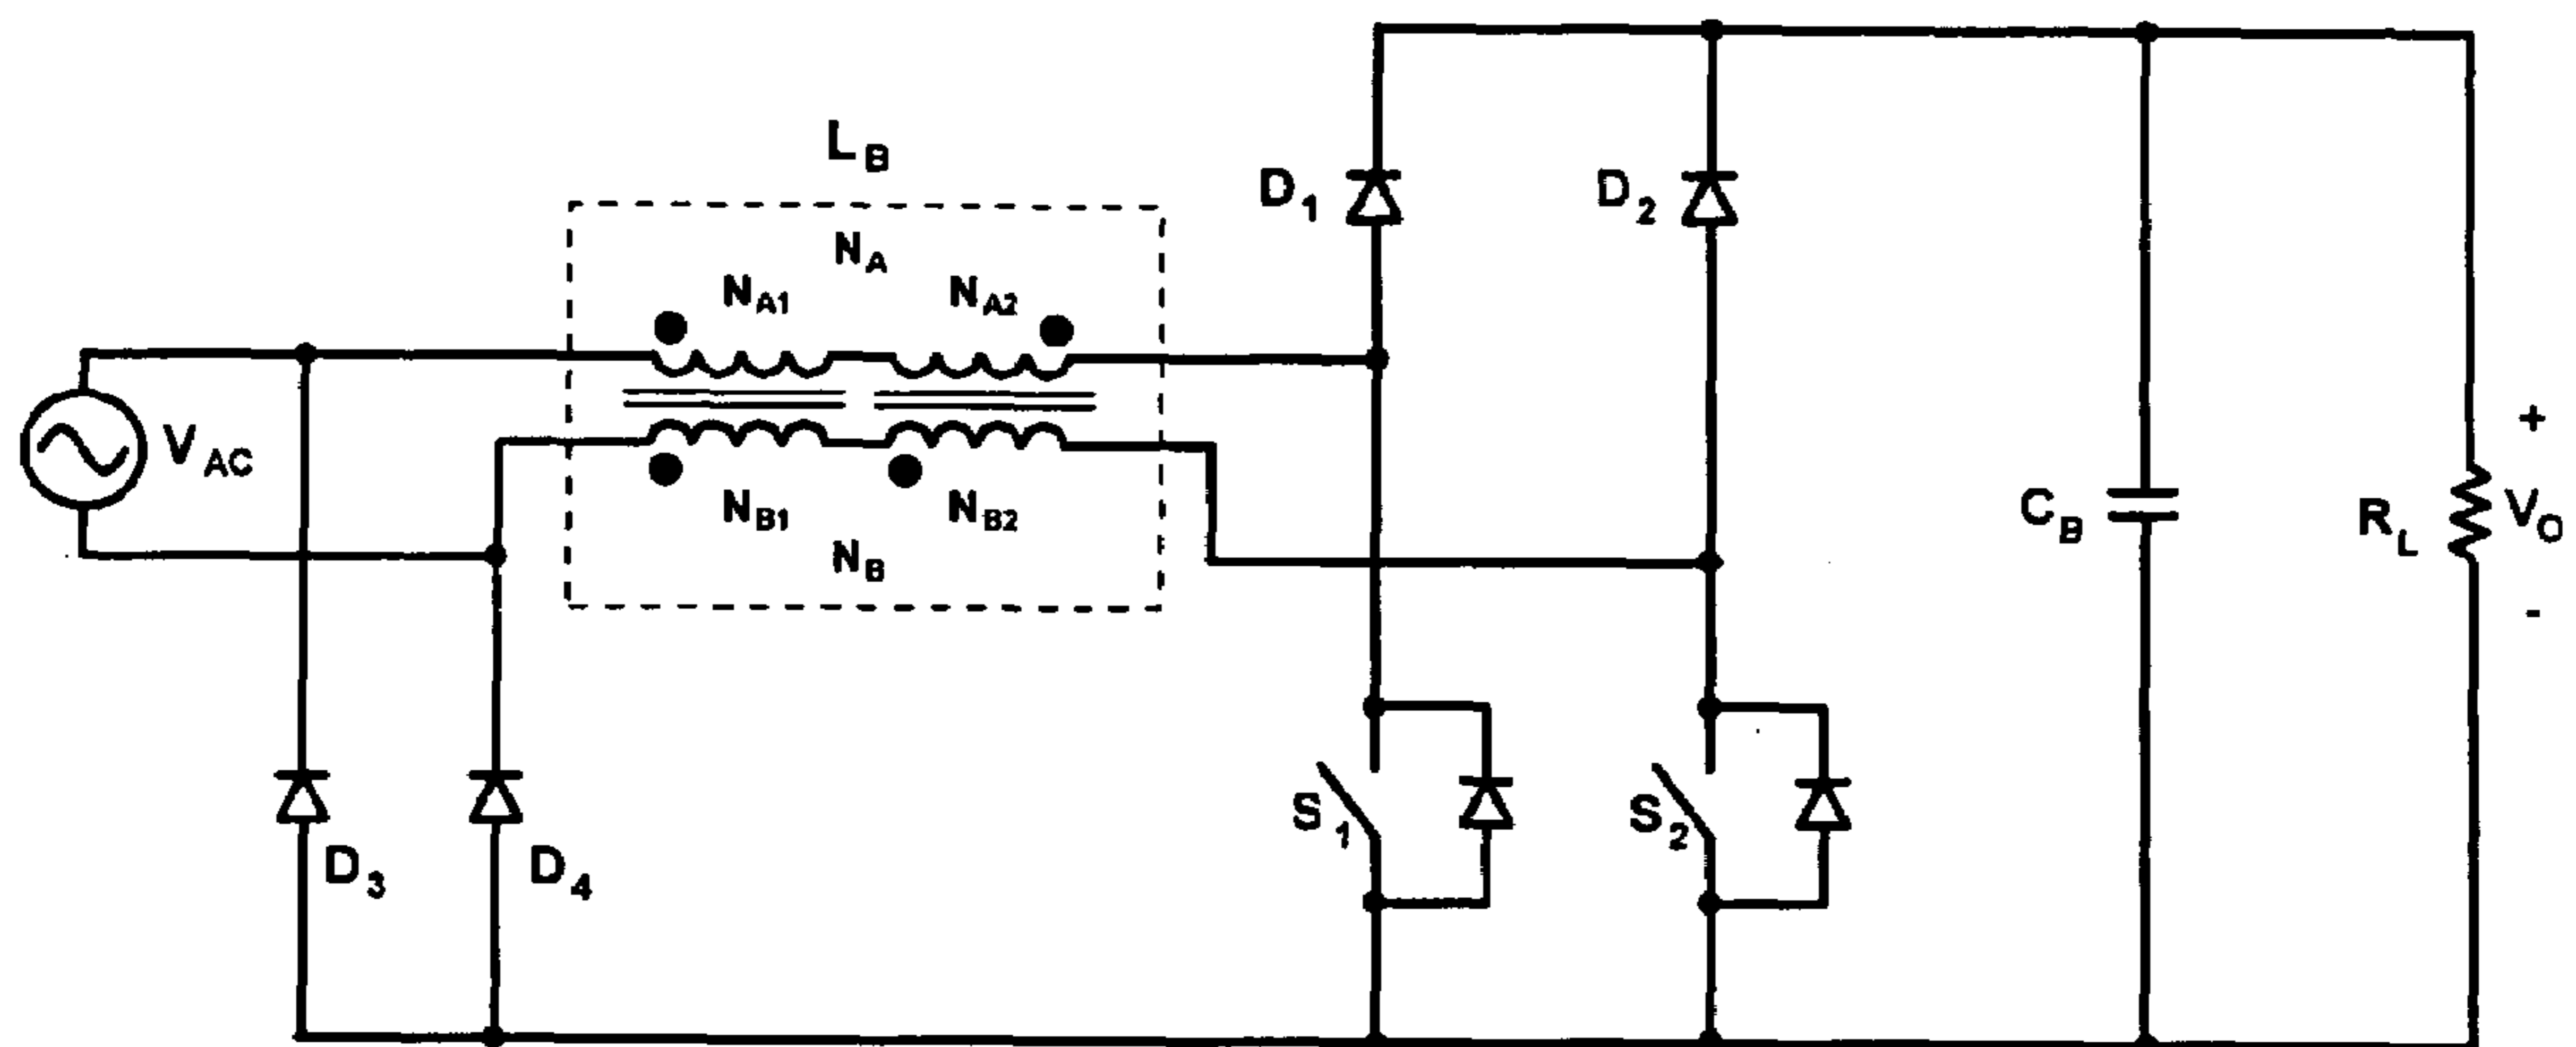 L_B
N_A
N_A1 N_A2
D_1 D_2
V_AC
N_B1 N_B2
N_B
C_B
R_L
+
V_O
-
S_1 S_2
D_3 D_4